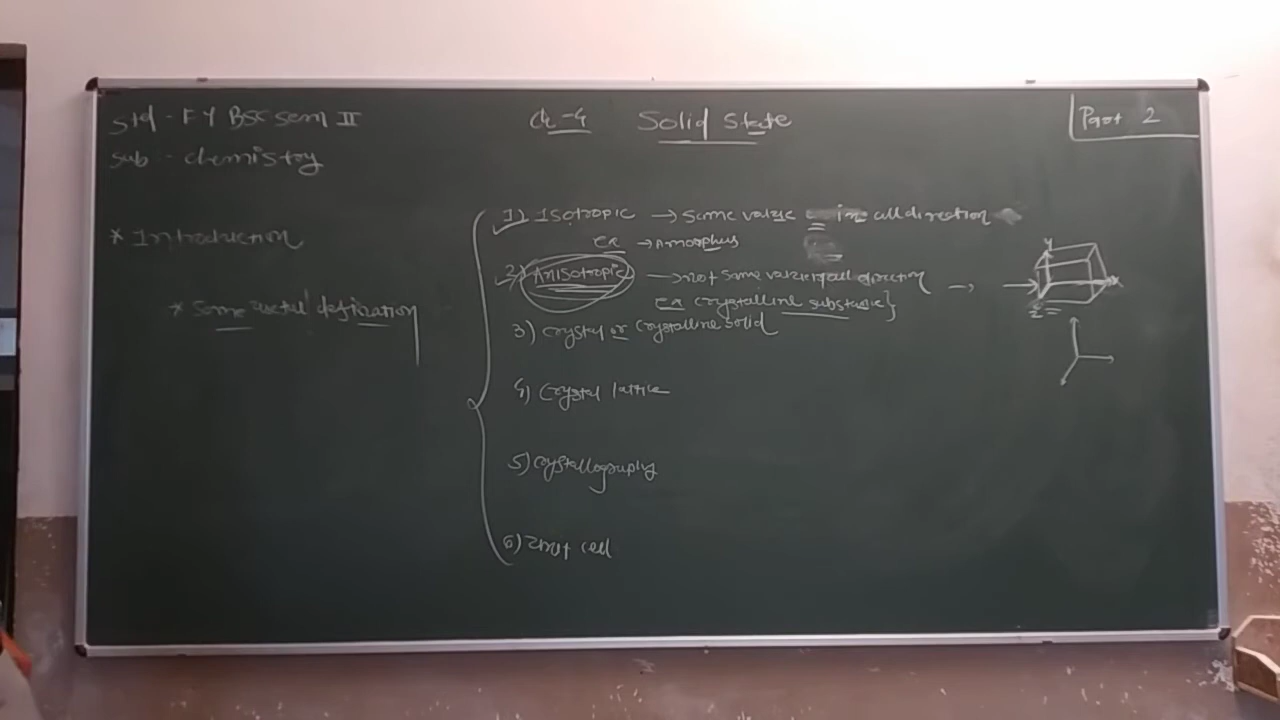 Std - F Y BSC Sem II
Sub - chemistry
Ch-4 Solid State
Part 2
* Introduction
* Some useful defination
1) Isotropic → Same value in all direction
Ex → Amorphus
2) Anisotropic → not same value in all direction →
Ex crystalline substance}
3) crystal or crystalline solid
4) Crystal lattice
5) crystallography
6) Unit cell
Y
X
Z